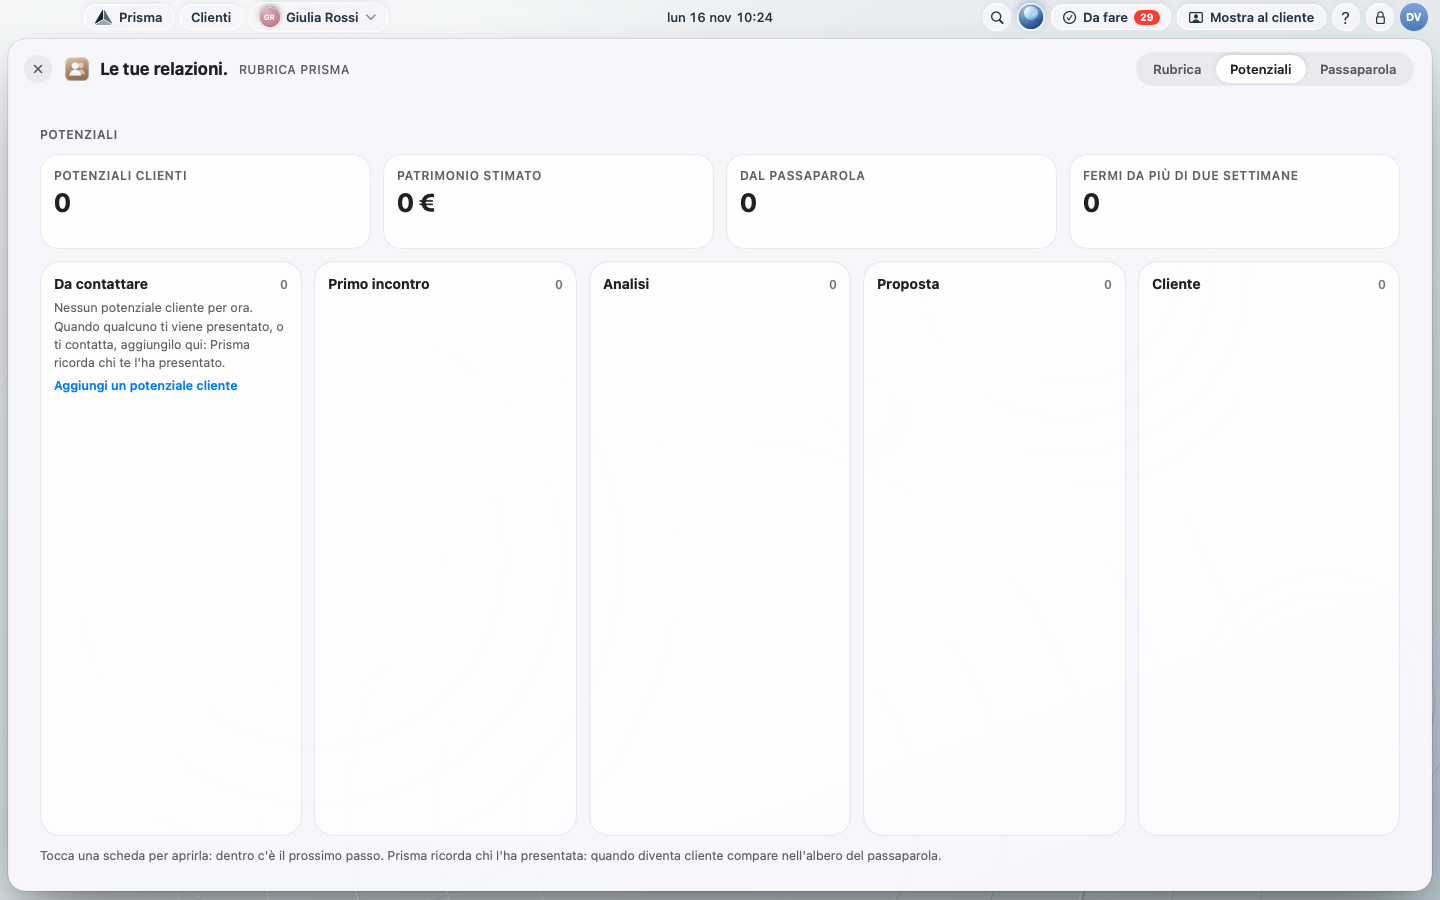 Prisma
Clienti
GR
Giulia Rossi
lun 16 nov 10:24
Da fare 29
Mostra al cliente
?
DV
Le tue relazioni. RUBRICA PRISMA
Rubrica
Potenziali
Passaparola
POTENZIALI
POTENZIALI CLIENTI
0
PATRIMONIO STIMATO
0 €
DAL PASSAPAROLA
0
FERMI DA PIÙ DI DUE SETTIMANE
0
Da contattare 0
Nessun potenziale cliente per ora.
Quando qualcuno ti viene presentato, o
ti contatta, aggiungilo qui: Prisma
ricorda chi te l'ha presentato.
Aggiungi un potenziale cliente
Primo incontro 0
Analisi 0
Proposta 0
Cliente 0
Tocca una scheda per aprirla: dentro c'è il prossimo passo. Prisma ricorda chi l'ha presentata: quando diventa cliente compare nell'albero del passaparola.